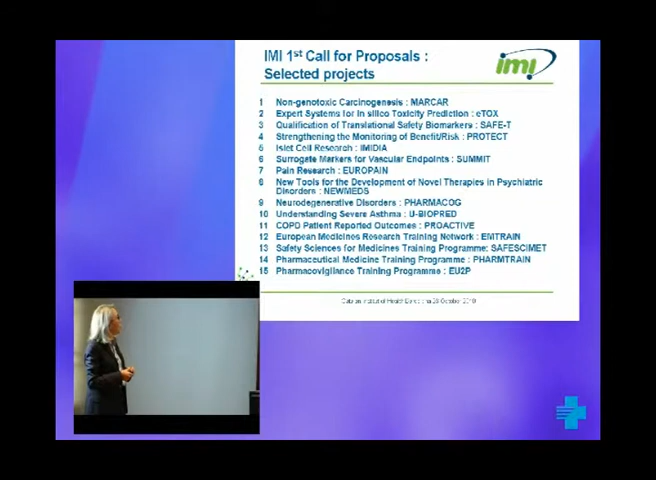 IMI 1st Call for Proposals :
Selected projects
imi
1 Non-genotoxic Carcinogenesis : MARCAR
2 Expert Systems for in silico Toxicity Prediction : eTOX
3 Qualification of Translational Safety Biomarkers : SAFE-T
4 Strengthening the Monitoring of Benefit/Risk : PROTECT
5 Islet Cell Research : IMIDIA
6 Surrogate Markers for Vascular Endpoints : SUMMIT
7 Pain Research : EUROPAIN
8 New Tools for the Development of Novel Therapies in Psychiatric
Disorders : NEWMEDS
9 Neurodegenerative Disorders : PHARMACOG
10 Understanding Severe Asthma : U-BIOPRED
11 COPD Patient Reported Outcomes : PROACTIVE
12 European Medicines Research Training Network : EMTRAIN
13 Safety Sciences for Medicines Training Programme: SAFESCIMET
14 Pharmaceutical Medicine Training Programme : PHARMTRAIN
15 Pharmacovigilance Training Programme : EU2P
Institut of Health October